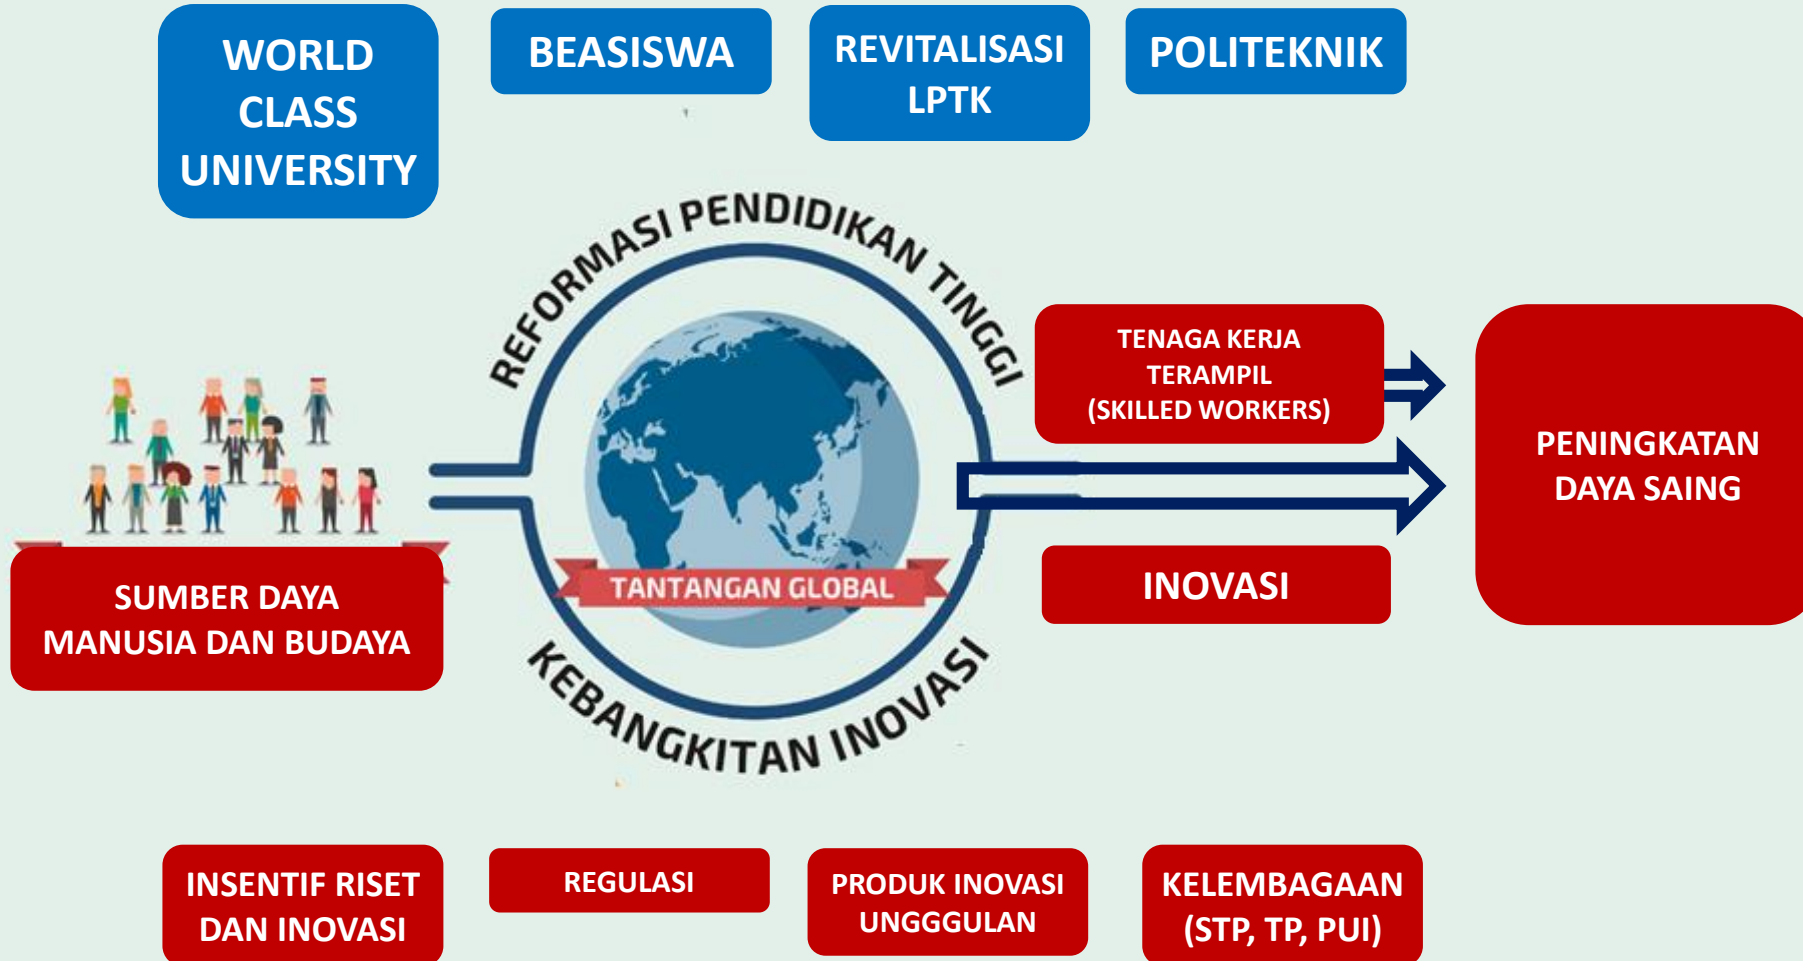 WORLD
CLASS
UNIVERSITY
BEASISWA
REVITALISASI
LPTK
POLITEKNIK
REFORMASI PENDIDIKAN TINGGI
TENAGA KERJA
TERAMPIL
(SKILLED WORKERS)
PENINGKATAN
DAYA SAING
TANTANGAN GLOBAL
INOVASI
SUMBER DAYA
MANUSIA DAN BUDAYA
KEBANGKITAN INOVASI
INSENTIF RISET
DAN INOVASI
REGULASI
PRODUK INOVASI
UNGGGULAN
KELEMBAGAAN
(STP, TP, PUI)